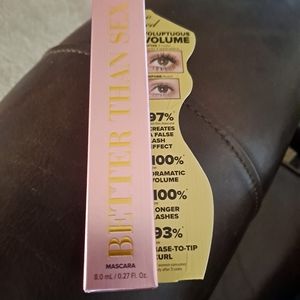 BETTER THAN SEX
MASCARA
8.0 mL / 0.27 Fl. Oz.
VOLUPTUOUS
VOLUME
97%
CREATES
A FALSE
LASH
EFFECT
100%
DRAMATIC
VOLUME
100%
LONGER
LASHES
93%
BASE-TO-TIP
CURL